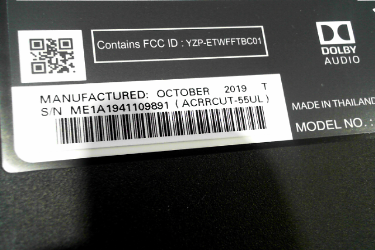 Contains FCC ID : YZP-ETWFFTBC01
DOLBY
AUDIO
MANUFACTURED: OCTOBER 2019 T
S/N ME1A1941109891 (ACRRCUT-55UL)
MADE IN THAILAND
MODEL NO. :